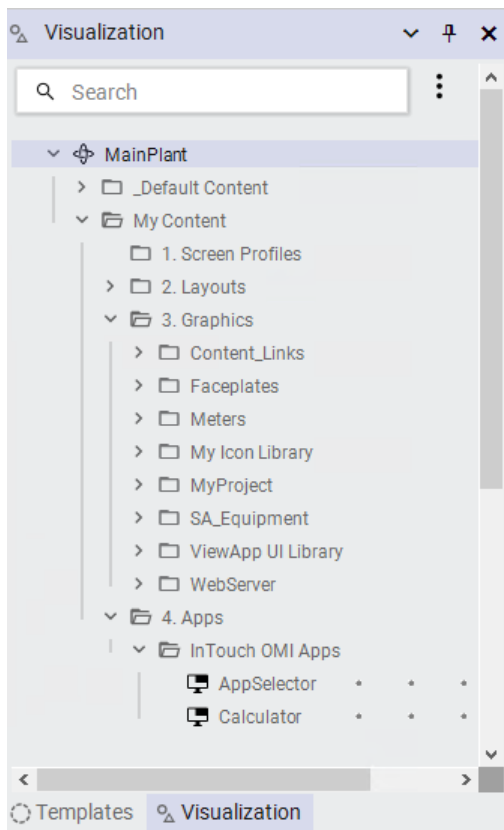 Visualization
Search
MainPlant
_Default Content
My Content
1. Screen Profiles
2. Layouts
3. Graphics
Content_Links
Faceplates
Meters
My Icon Library
MyProject
SA_Equipment
ViewApp UI Library
WebServer
4. Apps
InTouch OMI Apps
AppSelector
Calculator
Templates Visualization